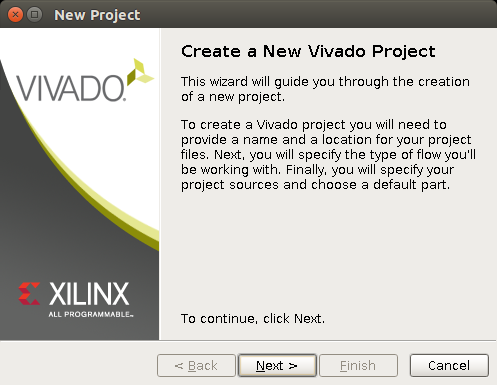 New Project
VIVADO.
Create a New Vivado Project
This wizard will guide you through the creation
of a new project.
To create a Vivado project you will need to
provide a name and a location for your project
files. Next, you will specify the type of flow you'll
be working with. Finally, you will specify your
project sources and choose a default part.
XILINX
ALL PROGRAMMABLE™
To continue, click Next.
< Back
Next >
Finish
Cancel